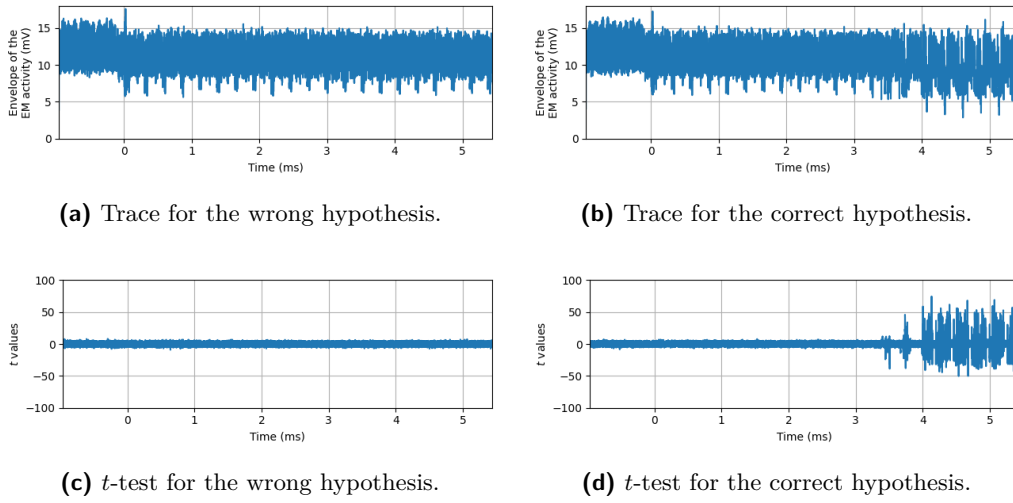 Envelope of the
EM activity (mV)
15
10
5
0
0 1 2 3 4 5
Time (ms)
(a) Trace for the wrong hypothesis.
Envelope of the
EM activity (mV)
15
10
5
0
0 1 2 3 4 5
Time (ms)
(b) Trace for the correct hypothesis.
t values
100
50
0
−50
−100
0 1 2 3 4 5
Time (ms)
(c) t-test for the wrong hypothesis.
t values
100
50
0
−50
−100
0 1 2 3 4 5
Time (ms)
(d) t-test for the correct hypothesis.